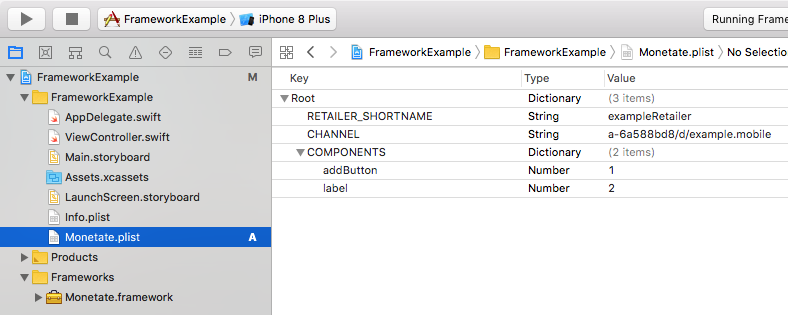 FrameworkExample iPhone 8 Plus Running Frame
FrameworkExample FrameworkExample Monetate.plist No Selectio
Key Type Value
FrameworkExample M
Root Dictionary (3 items)
FrameworkExample
RETAILER_SHORTNAME String exampleRetailer
AppDelegate.swift
CHANNEL String a-6a588bd8/d/example.mobile
ViewController.swift
COMPONENTS Dictionary (2 items)
Main.storyboard
addButton Number 1
Assets.xcassets
label Number 2
LaunchScreen.storyboard
Info.plist
Monetate.plist A
Products
Frameworks
Monetate.framework